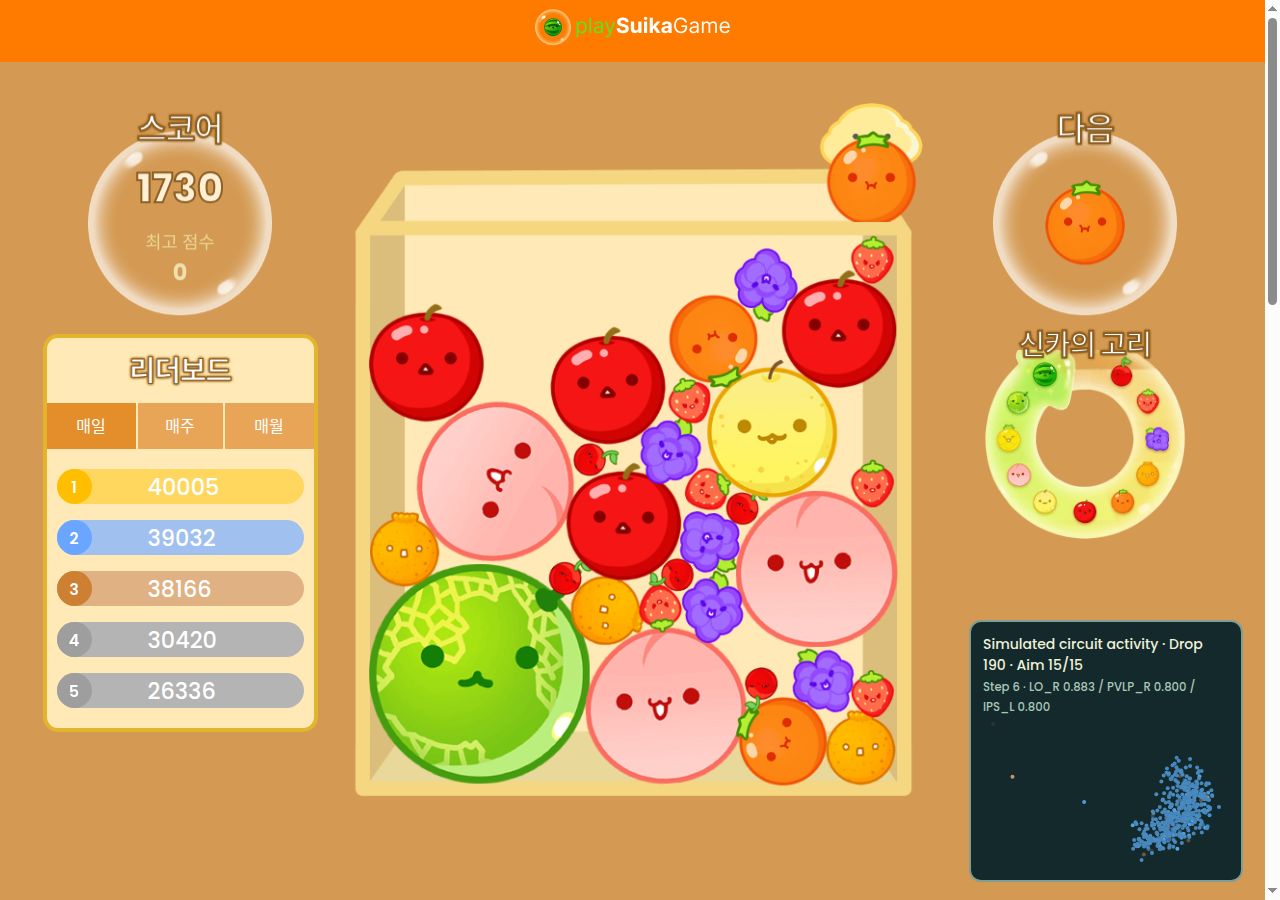 playSuikaGame
스코어
1730
최고 점수
0
다음
신카의 고리
리더보드
매일 매주 매월
1 40005
2 39032
3 38166
4 30420
5 26336
Simulated circuit activity · Drop
190 · Aim 15/15
Step 6 · LO_R 0.883 / PVLP_R 0.800 /
IPS_L 0.800